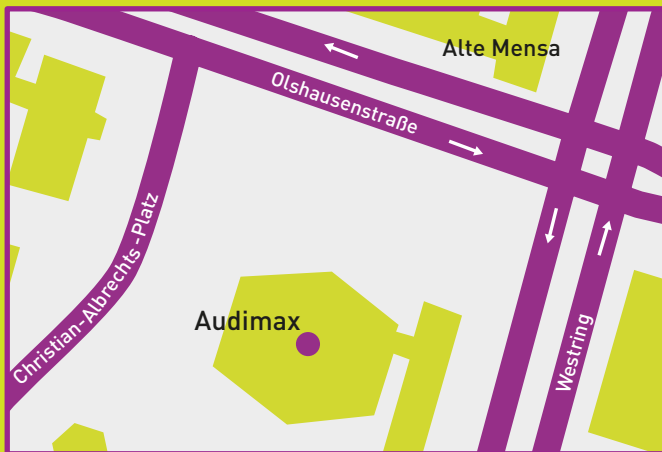 Alte Mensa
Olshausenstraße
Christian-Albrechts-Platz
Audimax
Westring